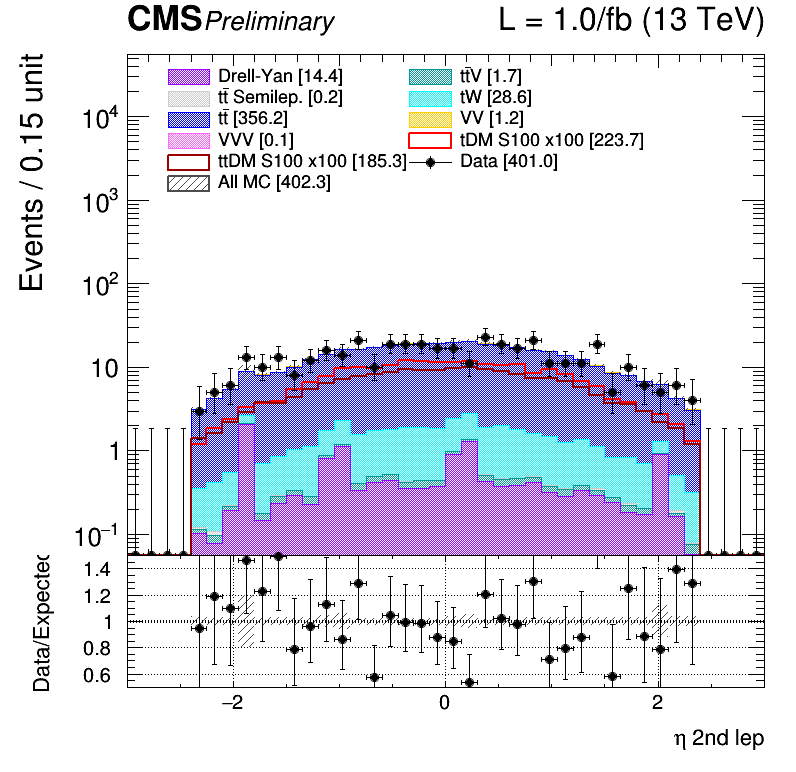 CMS Preliminary L = 1.0/fb (13 TeV)
Drell-Yan [14.4] tt̄V [1.7]
tt̄ Semilep. [0.2] tW [28.6]
tt̄ [356.2] VV [1.2]
VVV [0.1] tDM S100 x100 [223.7]
ttDM S100 x100 [185.3] Data [401.0]
All MC [402.3]
Events / 0.15 unit
10⁴
10³
10²
10
1
10⁻¹
Data/Expected
1.4
1.2
1
0.8
0.6
−2 0 2
η 2nd lep